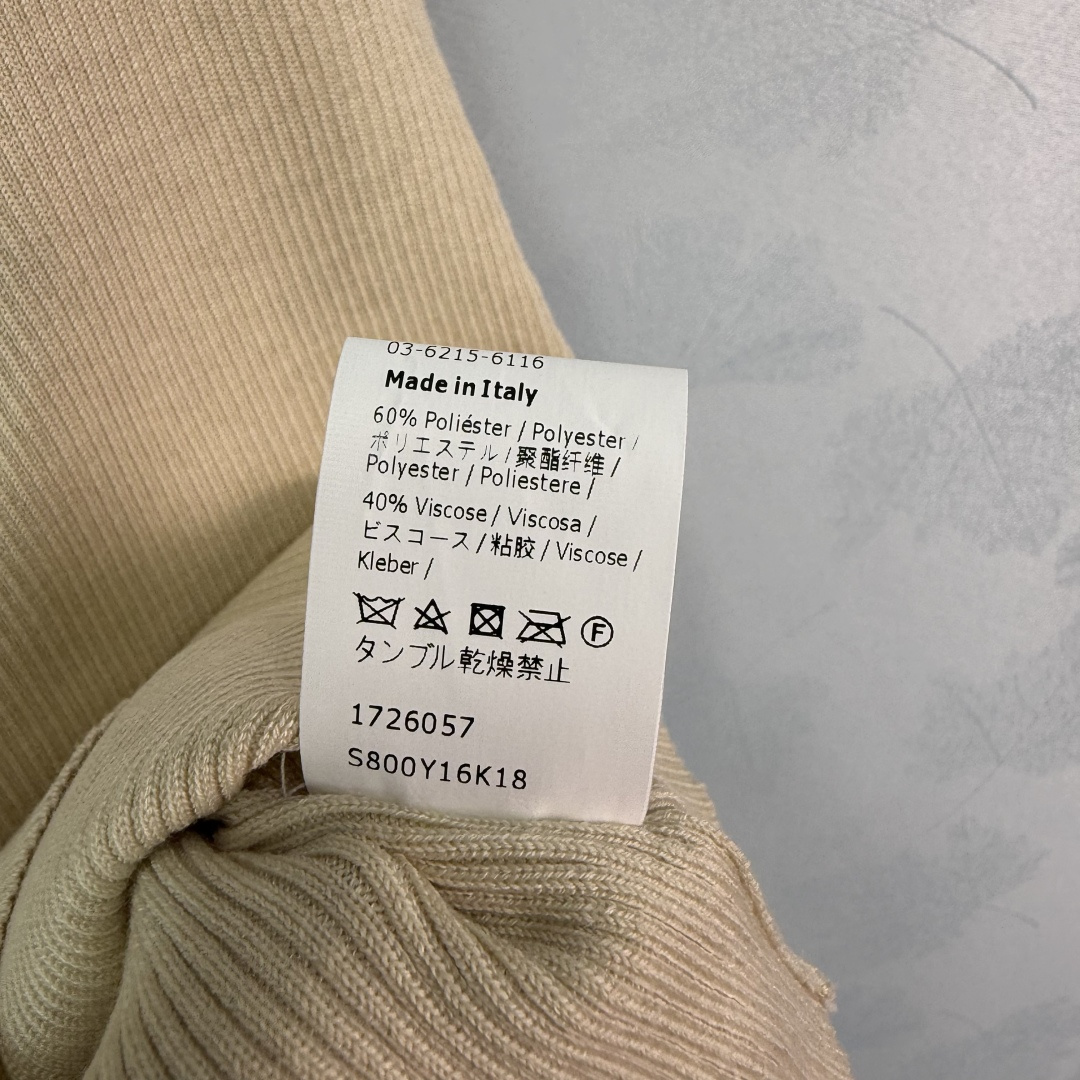 03-6215-6116
Made in Italy
60% Poliéster / Polyester /
ポリエステル / 聚酯纤维 /
Polyester / Poliestere /
40% Viscose / Viscosa /
ビスコース / 粘胶 / Viscose /
Kleber /
F
タンブル乾燥禁止
1726057
S800Y16K18